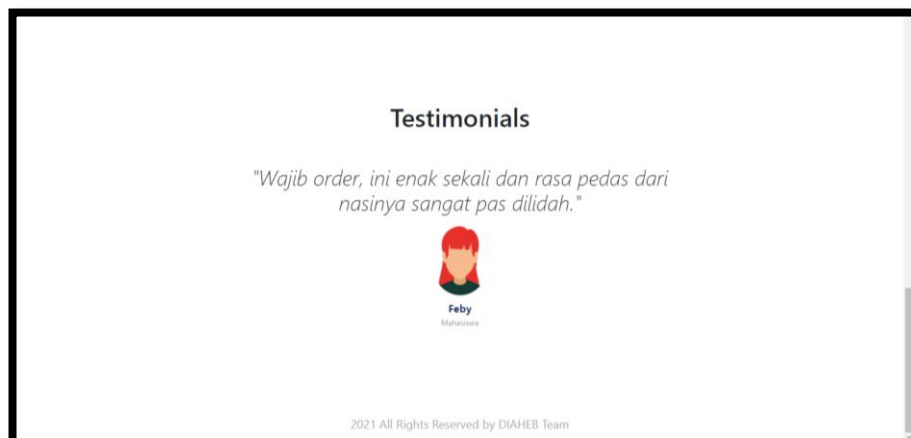 Testimonials
"Wajib order, ini enak sekali dan rasa pedas dari
nasinya sangat pas dilidah."
Feby
Mahasiswa
2021 All Rights Reserved by DIAHEB Team